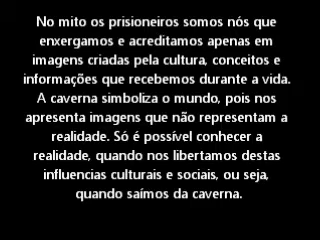 No mito os prisioneiros somos nós que
enxergamos e acreditamos apenas em
imagens criadas pela cultura, conceitos e
informações que recebemos durante a vida.
A caverna simboliza o mundo, pois nos
apresenta imagens que não representam a
realidade. Só é possível conhecer a
realidade, quando nos libertamos destas
influencias culturais e sociais, ou seja,
quando saímos da caverna.